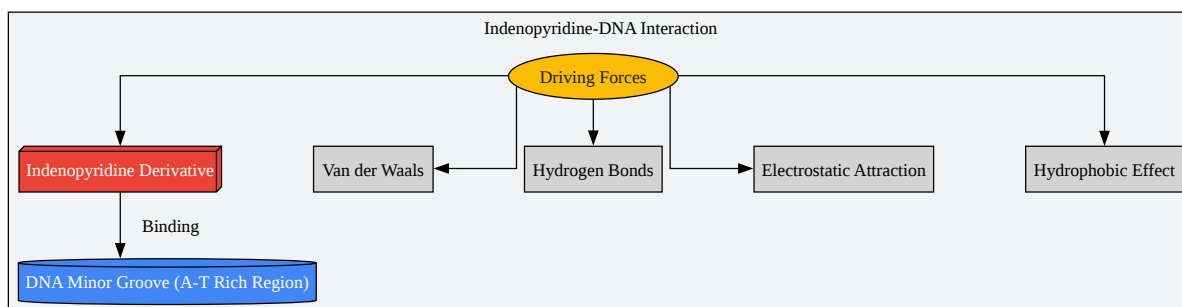 Indenopyridine-DNA Interaction
Driving Forces
Indenopyridine Derivative
Van der Waals
Hydrogen Bonds
Electrostatic Attraction
Hydrophobic Effect
Binding
DNA Minor Groove (A-T Rich Region)